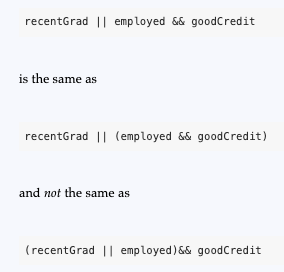 recentGrad || employed && goodCredit
is the same as
recentGrad || (employed && goodCredit)
and not the same as
(recentGrad || employed)&& goodCredit